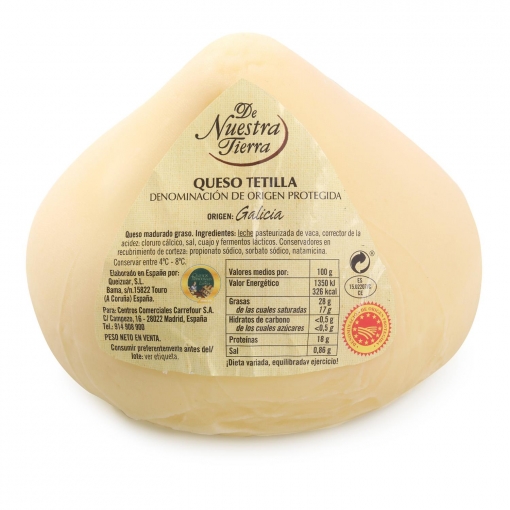 De
Nuestra
Tierra
QUESO TETILLA
DENOMINACIÓN DE ORIGEN PROTEGIDA
ORIGEN: Galicia
Queso madurado graso. Ingredientes: leche pasteurizada de vaca, corrector de la
acidez: cloruro cálcico, sal, cuajo y fermentos lácticos. Conservadores en
recubrimiento de corteza: propionato sódico, sorbato sódico, natamicina.
Conservar entre 4ºC - 8ºC.
Elaborado en España por:
Queizuar, S.L.
Bama, s/n,15822 Touro
(A Coruña) España
Para: Centros Comerciales Carrefour S.A.
C/ Campezo, 16 - 28022 Madrid, España
Tel.: 914 908 900
PESO NETO EN VENTA.
Consumir preferentemente antes del/
lote: ver etiqueta.
Valores medios por: 100 g
Valor Energético 1350 kJ
326 kcal
Grasas 28 g
de las cuales saturadas 17 g
Hidratos de carbono <0,5 g
de los cuales azúcares <0,5 g
Proteínas 18 g
Sal 0,86 g
¡Dieta variada, equilibrada y ejercicio!
ES
CE